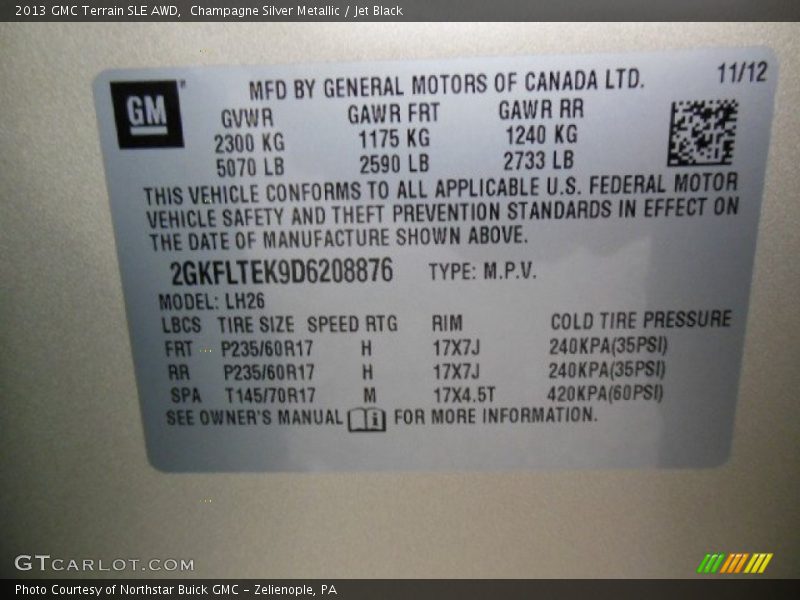 2013 GMC Terrain SLE AWD,  Champagne Silver Metallic / Jet Black
GM
MFD BY GENERAL MOTORS OF CANADA LTD. 11/12
GVWR GAWR FRT GAWR RR
2300 KG 1175 KG 1240 KG
5070 LB 2590 LB 2733 LB
THIS VEHICLE CONFORMS TO ALL APPLICABLE U.S. FEDERAL MOTOR
VEHICLE SAFETY AND THEFT PREVENTION STANDARDS IN EFFECT ON
THE DATE OF MANUFACTURE SHOWN ABOVE.
2GKFLTEK9D6208876 TYPE: M.P.V.
MODEL: LH26
LBCS TIRE SIZE SPEED RTG RIM COLD TIRE PRESSURE
FRT P235/60R17 H 17X7J 240KPA(35PSI)
RR P235/60R17 H 17X7J 240KPA(35PSI)
SPA T145/70R17 M 17X4.5T 420KPA(60PSI)
SEE OWNER'S MANUAL i FOR MORE INFORMATION.
GTCARLOT.COM
Photo Courtesy of Northstar Buick GMC - Zelienople, PA